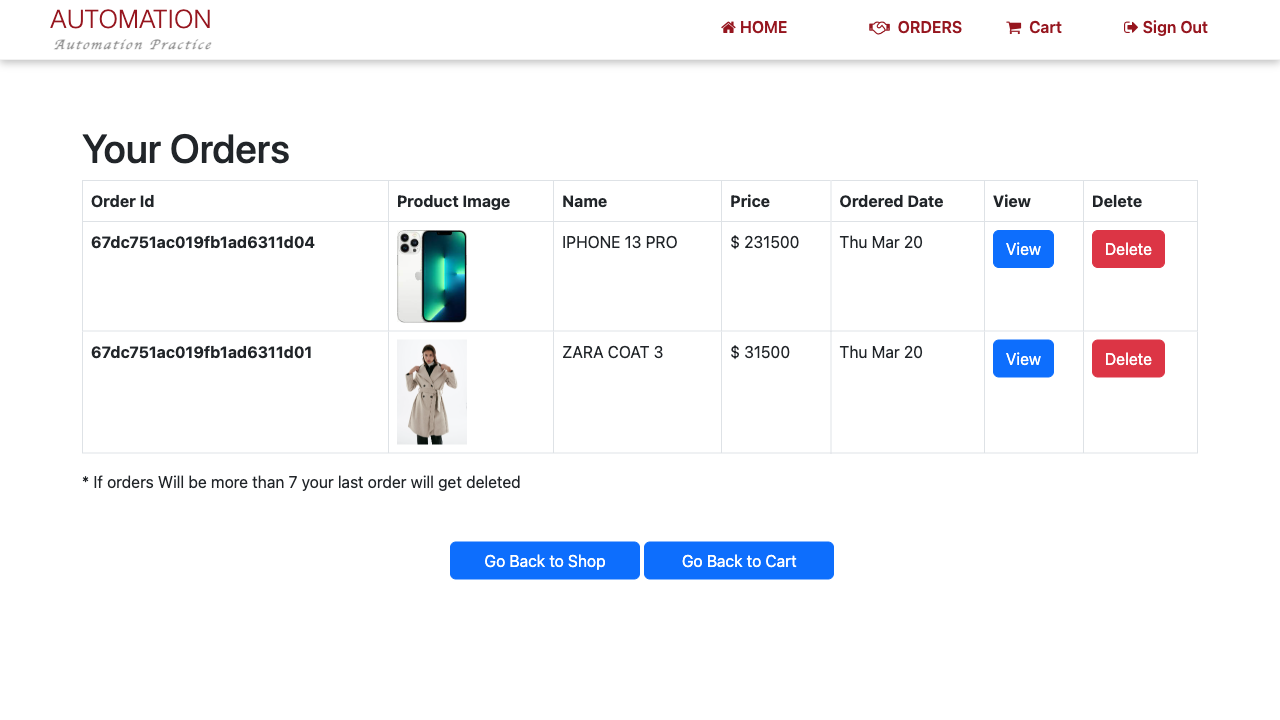 AUTOMATION
Automation Practice
HOME
ORDERS
Cart
Sign Out
Your Orders
Order Id Product Image Name Price Ordered Date View Delete
67dc751ac019fb1ad6311d04 IPHONE 13 PRO $ 231500 Thu Mar 20 View Delete
67dc751ac019fb1ad6311d01 ZARA COAT 3 $ 31500 Thu Mar 20 View Delete
* If orders Will be more than 7 your last order will get deleted
Go Back to Shop
Go Back to Cart